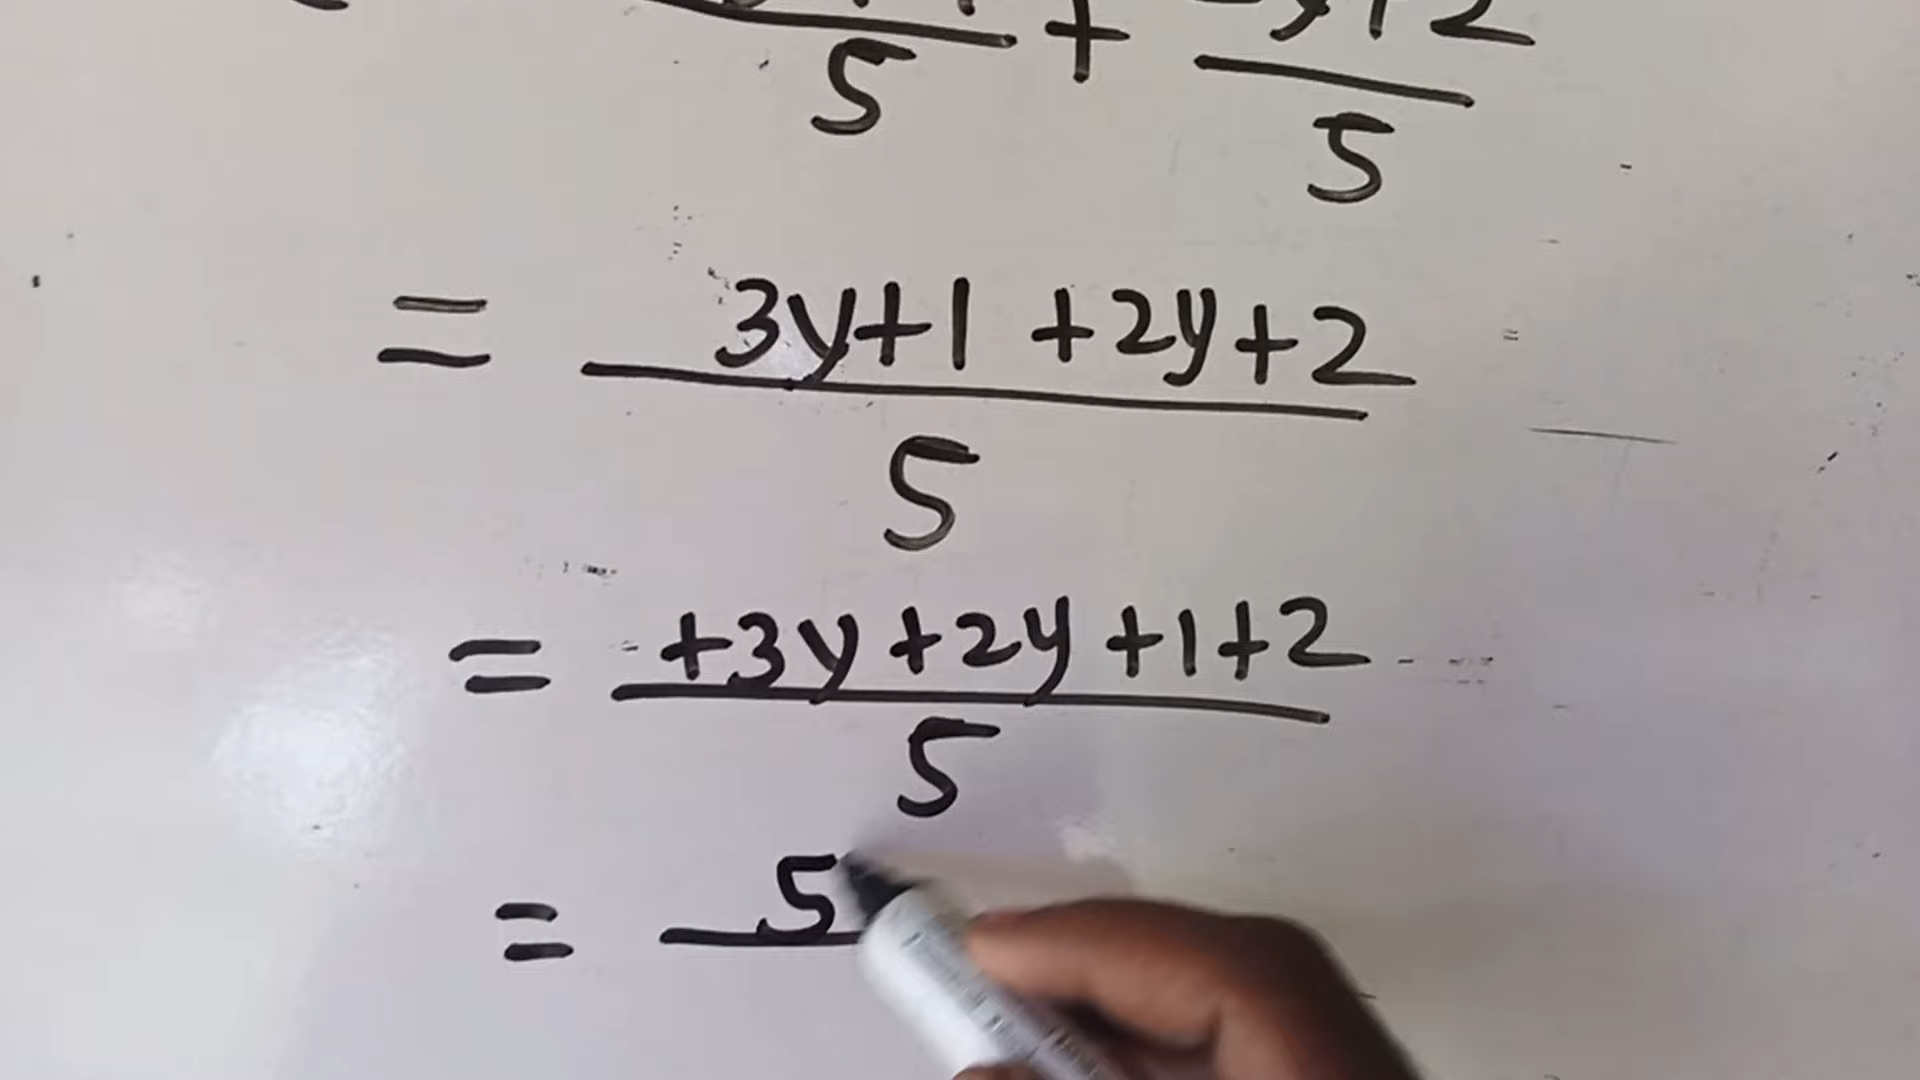 5 + 5
= 3y+1 +2y+2
5
= +3y+2y+1+2
5
= 5